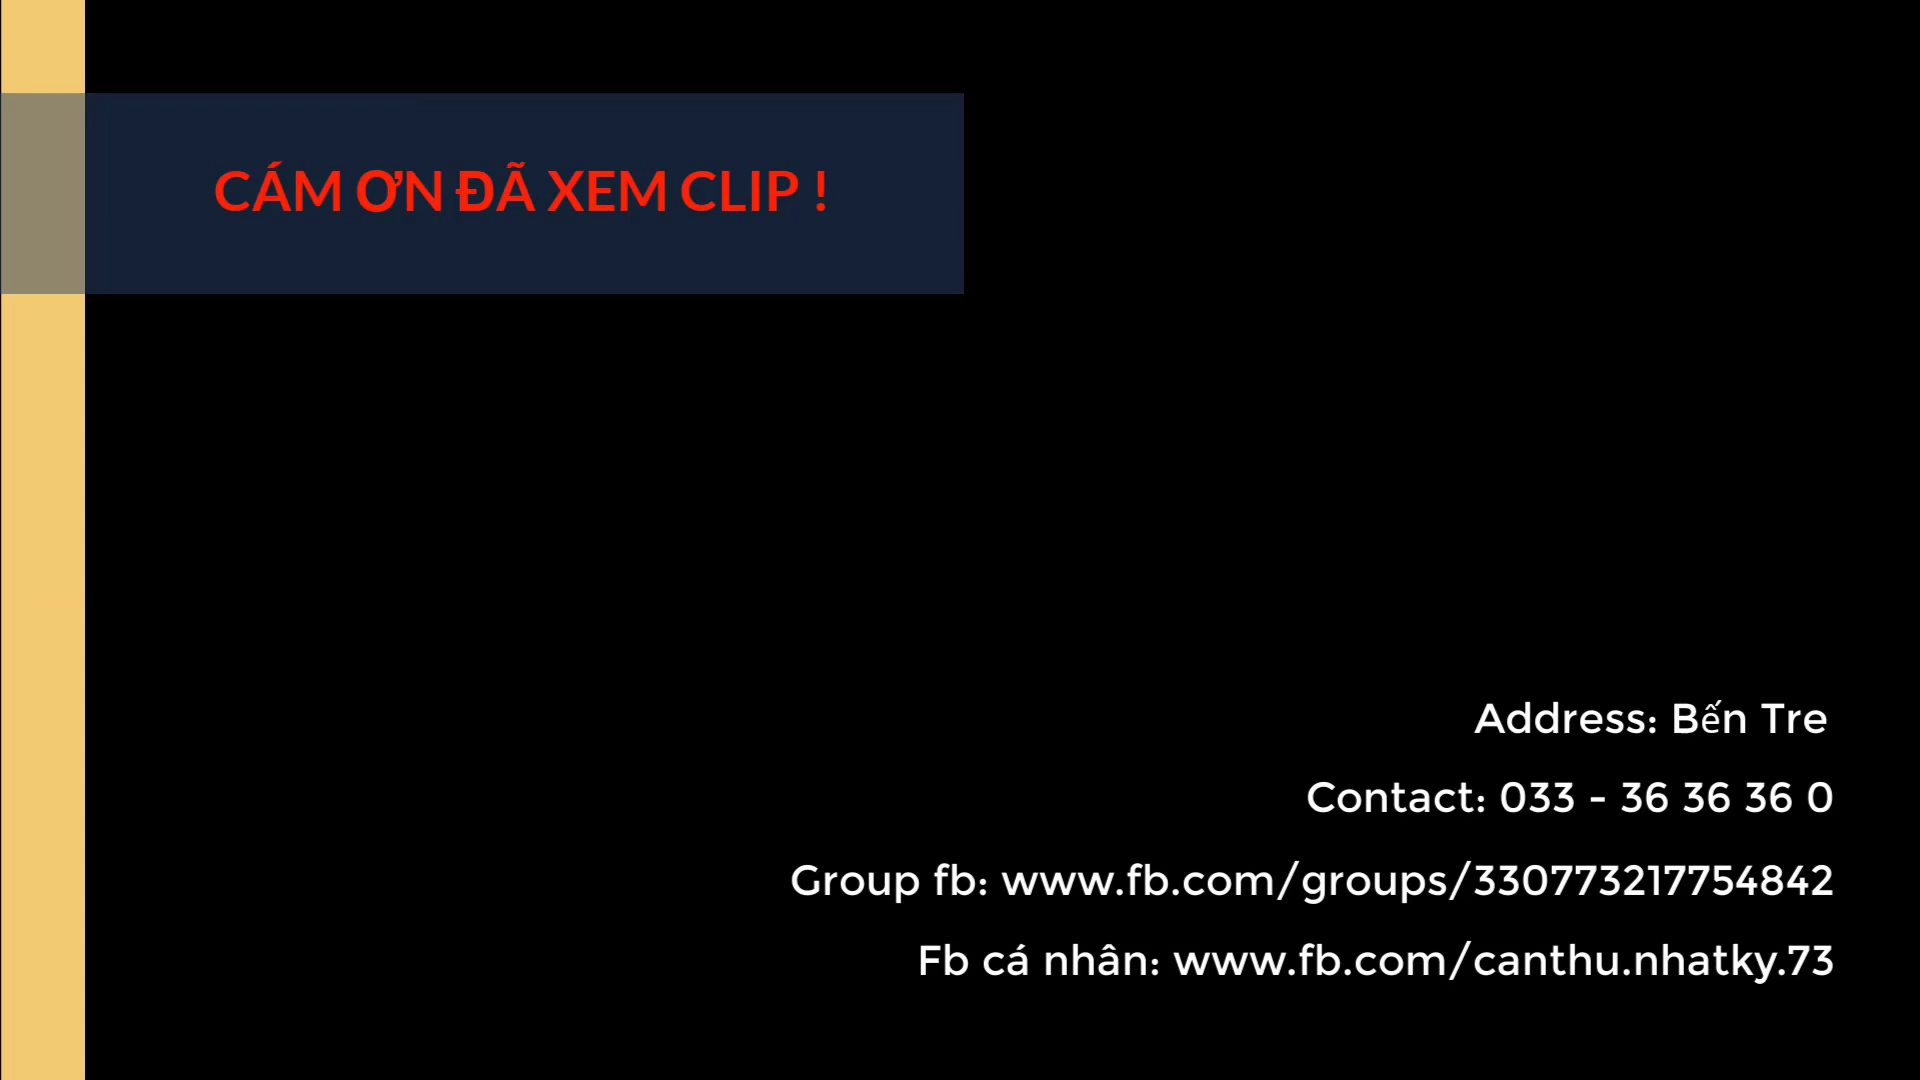 CÁM ƠN ĐÃ XEM CLIP !
Address: Bến Tre
Contact: 033 - 36 36 36 0
Group fb: www.fb.com/groups/330773217754842
Fb cá nhân: www.fb.com/canthu.nhatky.73